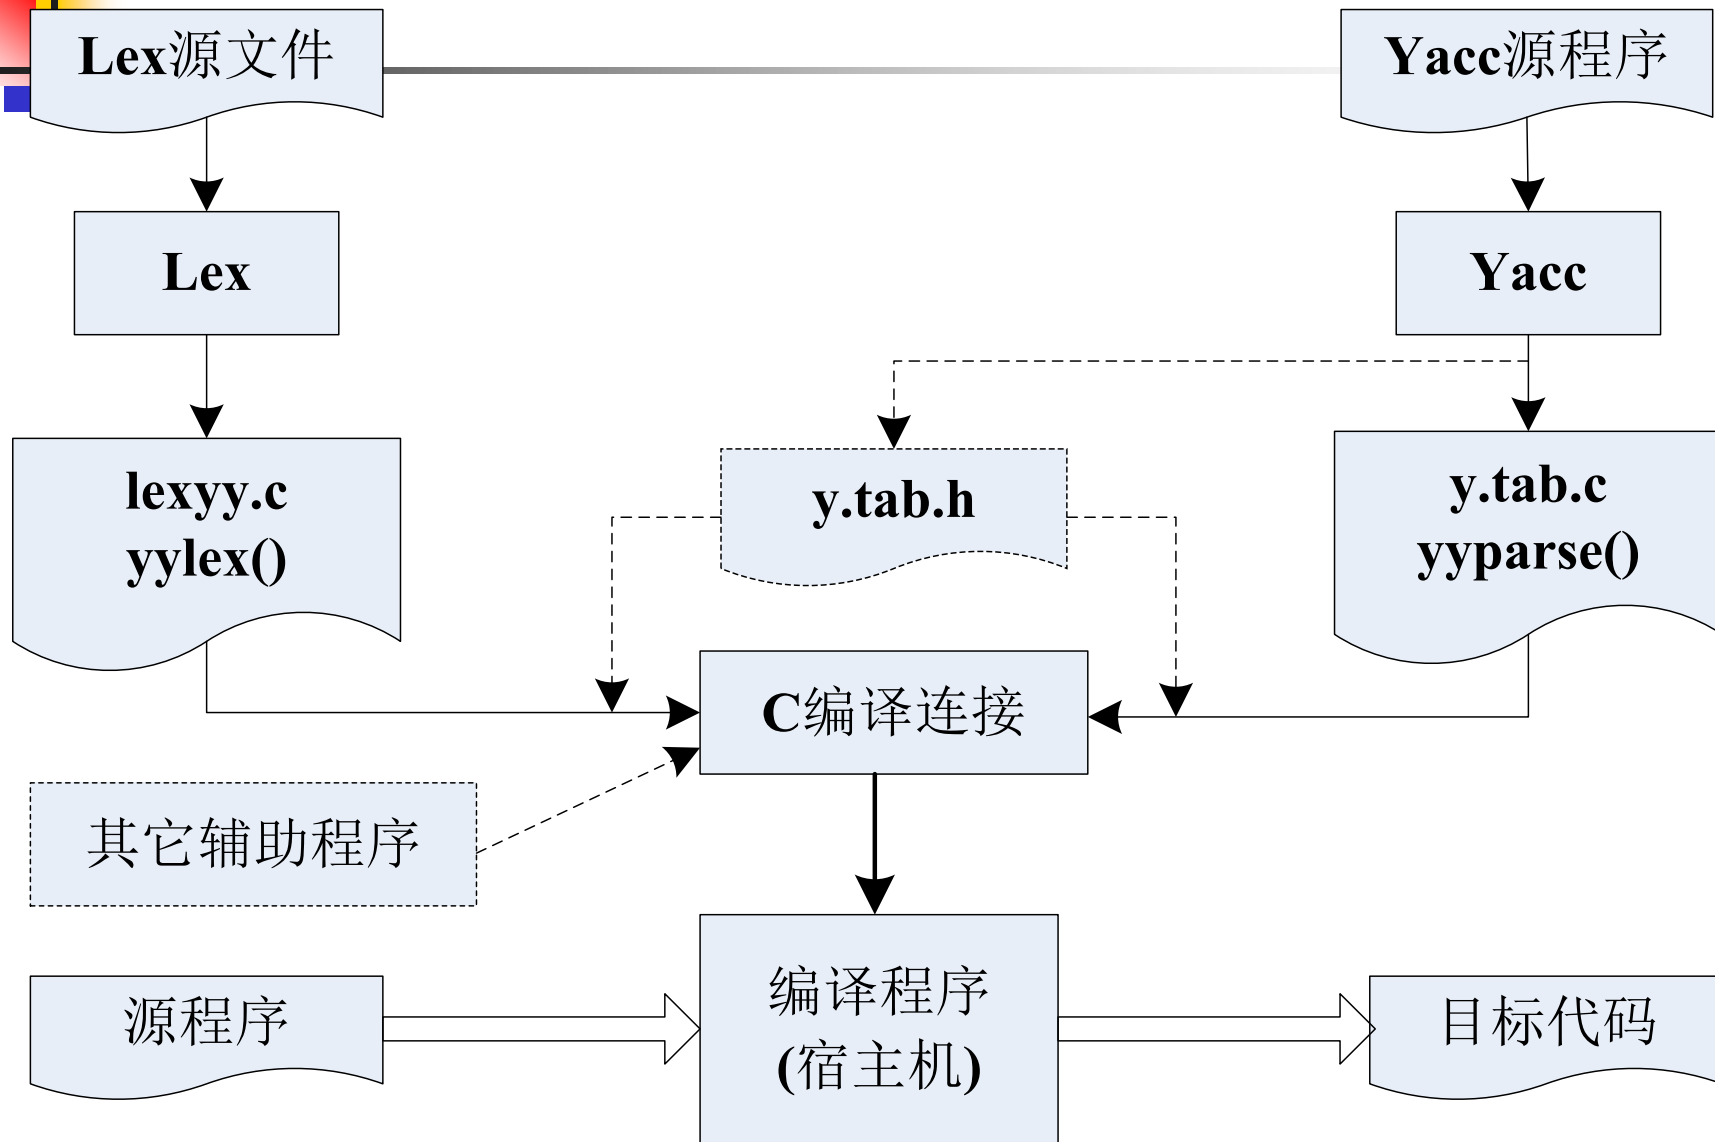 Lex源文件
Yacc源程序
Lex
Yacc
lexyy.c
yylex()
y.tab.h
y.tab.c
yyparse()
C编译连接
其它辅助程序
源程序
编译程序
(宿主机)
目标代码